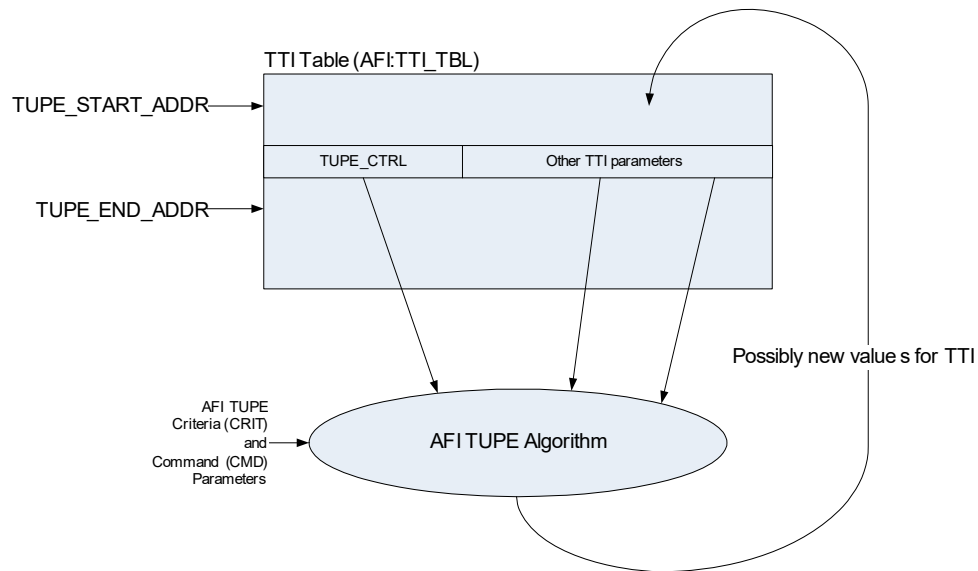 TTI Table (AFI:TTI_TBL)
TUPE_START_ADDR
TUPE_CTRL
Other TTI parameters
TUPE_END_ADDR
Possibly new value s for TTI
AFI TUPE
Criteria (CRIT)
and
Command (CMD)
Parameters
AFI TUPE Algorithm